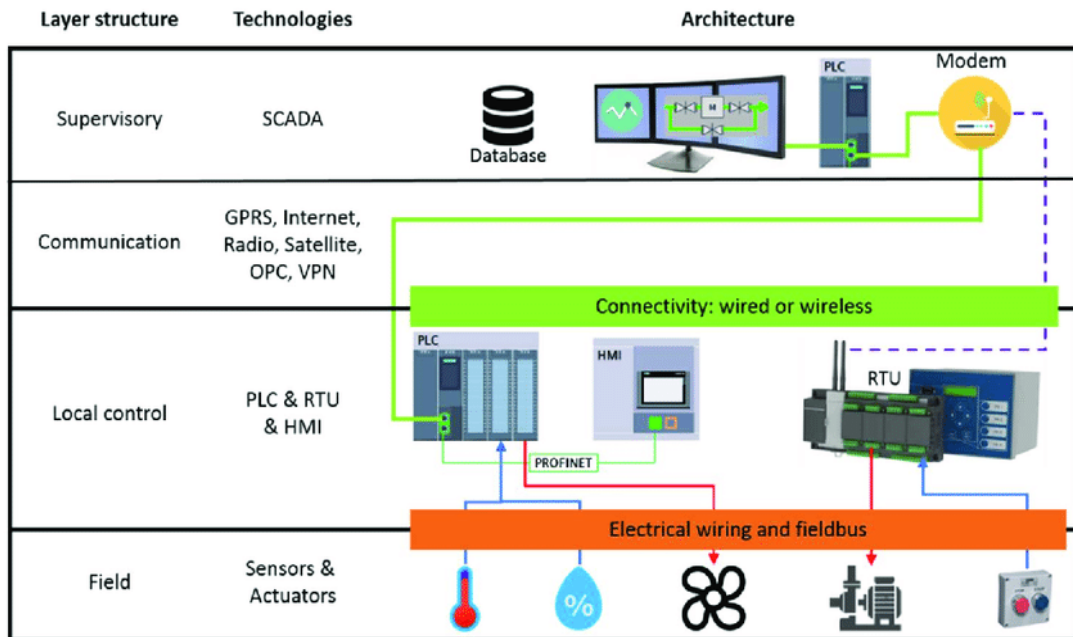 Layer structure
Technologies
Architecture
Supervisory
SCADA
Database
PLC
Modem
Communication
GPRS, Internet,
Radio, Satellite,
OPC, VPN
Connectivity: wired or wireless
Local control
PLC & RTU
& HMI
PLC
HMI
RTU
PROFINET
Electrical wiring and fieldbus
Field
Sensors &
Actuators
%